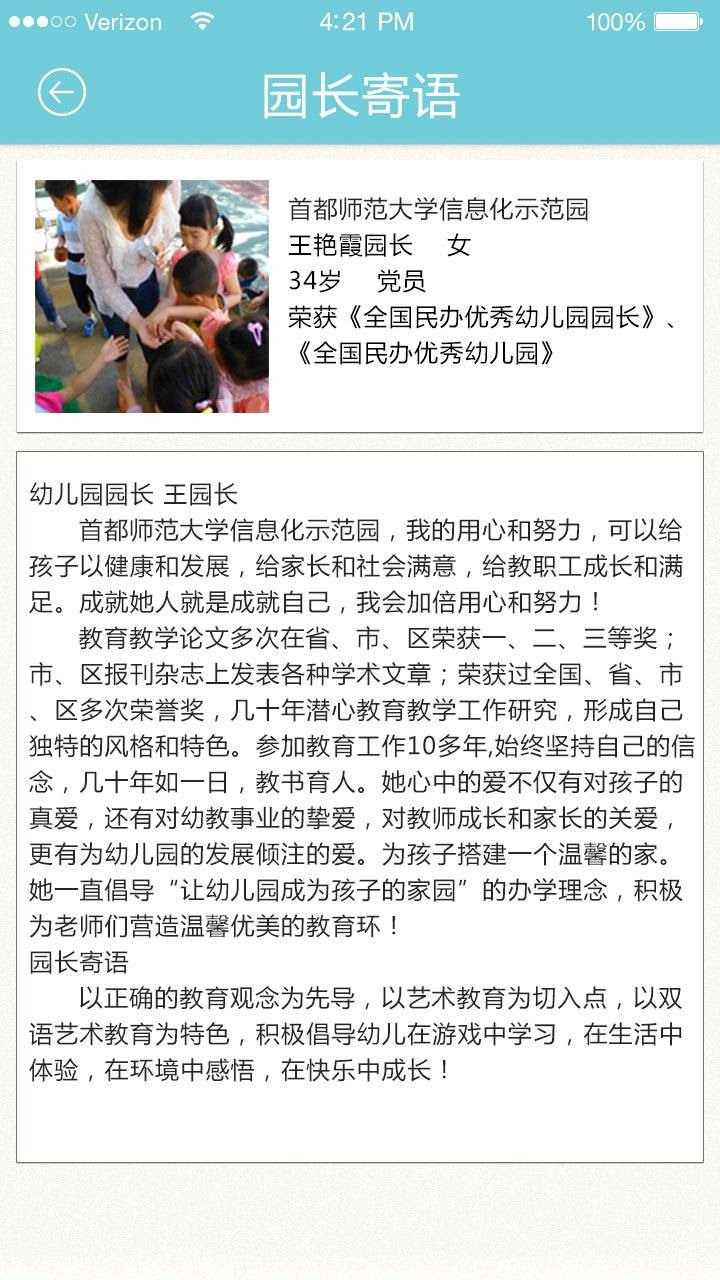 Verizon 4:21 PM 100%
园长寄语
首都师范大学信息化示范园
王艳霞园长 女
34岁 党员
荣获《全国民办优秀幼儿园园长》、
《全国民办优秀幼儿园》
幼儿园园长 王园长
首都师范大学信息化示范园，我的用心和努力，可以给
孩子以健康和发展，给家长和社会满意，给教职工成长和满
足。成就她人就是成就自己，我会加倍用心和努力！
教育教学论文多次在省、市、区荣获一、二、三等奖；
市、区报刊杂志上发表各种学术文章；荣获过全国、省、市
、区多次荣誉奖，几十年潜心教育教学工作研究，形成自己
独特的风格和特色。参加教育工作10多年,始终坚持自己的信
念，几十年如一日，教书育人。她心中的爱不仅有对孩子的
真爱，还有对幼教事业的挚爱，对教师成长和家长的关爱，
更有为幼儿园的发展倾注的爱。为孩子搭建一个温馨的家。
她一直倡导“让幼儿园成为孩子的家园”的办学理念，积极
为老师们营造温馨优美的教育环！
园长寄语
以正确的教育观念为先导，以艺术教育为切入点，以双
语艺术教育为特色，积极倡导幼儿在游戏中学习，在生活中
体验，在环境中感悟，在快乐中成长！